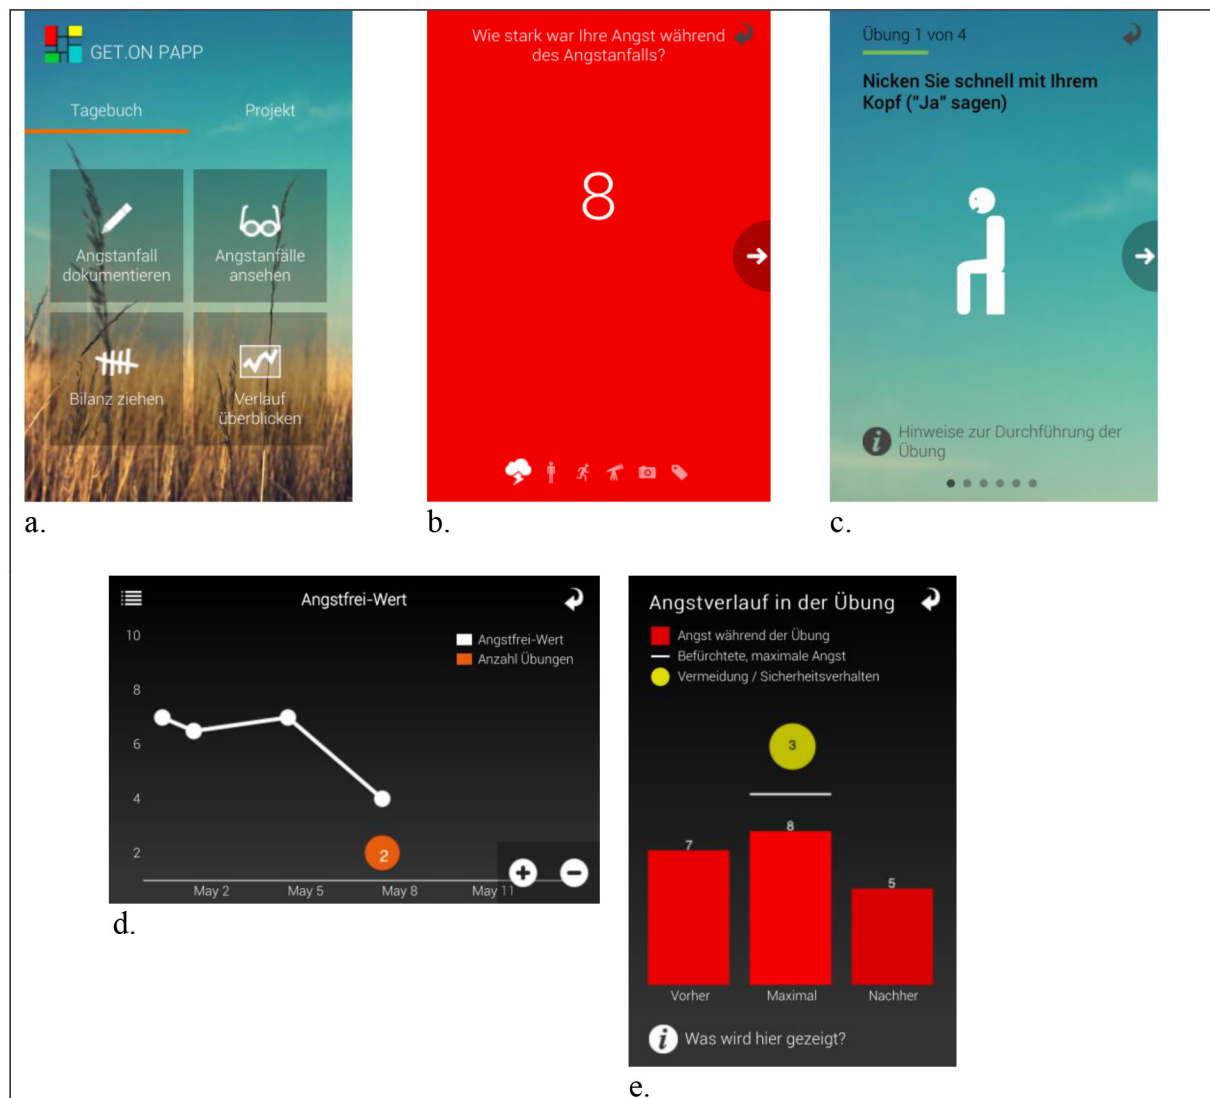 GET.ON PAPP
Tagebuch
Projekt
Angstanfall
dokumentieren
Angstanfälle
ansehen
Bilanz ziehen
Verlauf
überblicken
a.
Wie stark war Ihre Angst während
des Angstanfalls?
8
b.
Übung 1 von 4
Nicken Sie schnell mit Ihrem
Kopf ("Ja" sagen)
i
Hinweise zur Durchführung der
Übung
c.
Angstfrei-Wert
Angstfrei-Wert
Anzahl Übungen
10
8
6
4
2
2
May 2
May 5
May 8
May 11
d.
Angstverlauf in der Übung
Angst während der Übung
Befürchtete, maximale Angst
Vermeidung / Sicherheitsverhalten
3
7
8
5
Vorher
Maximal
Nachher
i
Was wird hier gezeigt?
e.